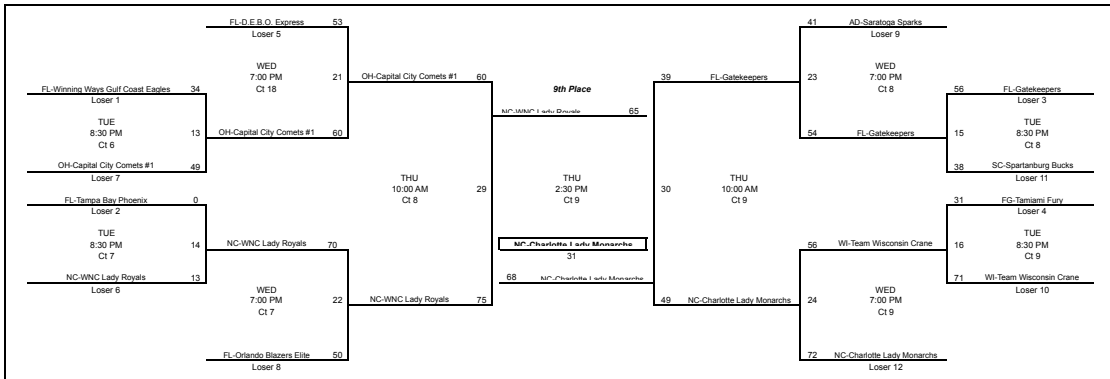 FL-D.E.B.O. Express 53
Loser 5
WED
7:00 PM
Ct 18
21
OH-Capital City Comets #1 60
FL-Winning Ways Gulf Coast Eagles 34
Loser 1
TUE
8:30 PM
Ct 6
13
OH-Capital City Comets #1 60
OH-Capital City Comets #1 49
Loser 7
FL-Tampa Bay Phoenix 0
Loser 2
TUE
8:30 PM
Ct 7
14
NC-WNC Lady Royals 70
NC-WNC Lady Royals 13
Loser 6
WED
7:00 PM
Ct 7
22
NC-WNC Lady Royals 75
FL-Orlando Blazers Elite 50
Loser 8
THU
10:00 AM
Ct 8
29
9th Place
NC-WNC Lady Royals 65
THU
2:30 PM
Ct 9
NC-Charlotte Lady Monarchs
31
68 NC-Charlotte Lady Monarchs
39 FL-Gatekeepers
30
THU
10:00 AM
Ct 9
49 NC-Charlotte Lady Monarchs
41 AD-Saratoga Sparks
Loser 9
23
WED
7:00 PM
Ct 8
54 FL-Gatekeepers
56 FL-Gatekeepers
Loser 3
15
TUE
8:30 PM
Ct 8
38 SC-Spartanburg Bucks
Loser 11
31 FG-Tamiami Fury
Loser 4
56 WI-Team Wisconsin Crane
16
TUE
8:30 PM
Ct 9
71 WI-Team Wisconsin Crane
Loser 10
24
WED
7:00 PM
Ct 9
72 NC-Charlotte Lady Monarchs
Loser 12